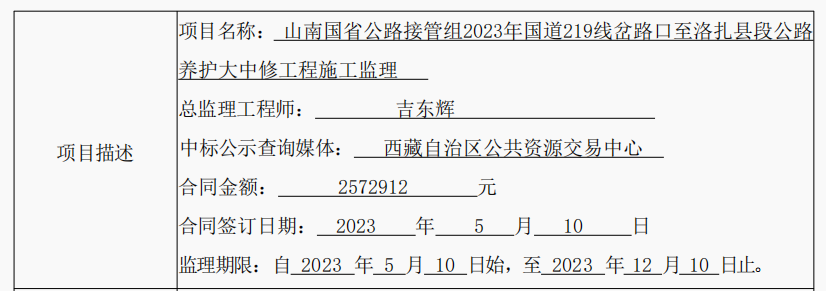 项目描述
项目名称：山南国省公路接管组2023年国道219线岔路口至洛扎县段公路
养护大中修工程施工监理
总监理工程师：吉东辉
中标公示查询媒体：西藏自治区公共资源交易中心
合同金额：2572912元
合同签订日期：2023年5月10日
监理期限：自2023年5月10日始，至2023年12月10日止。